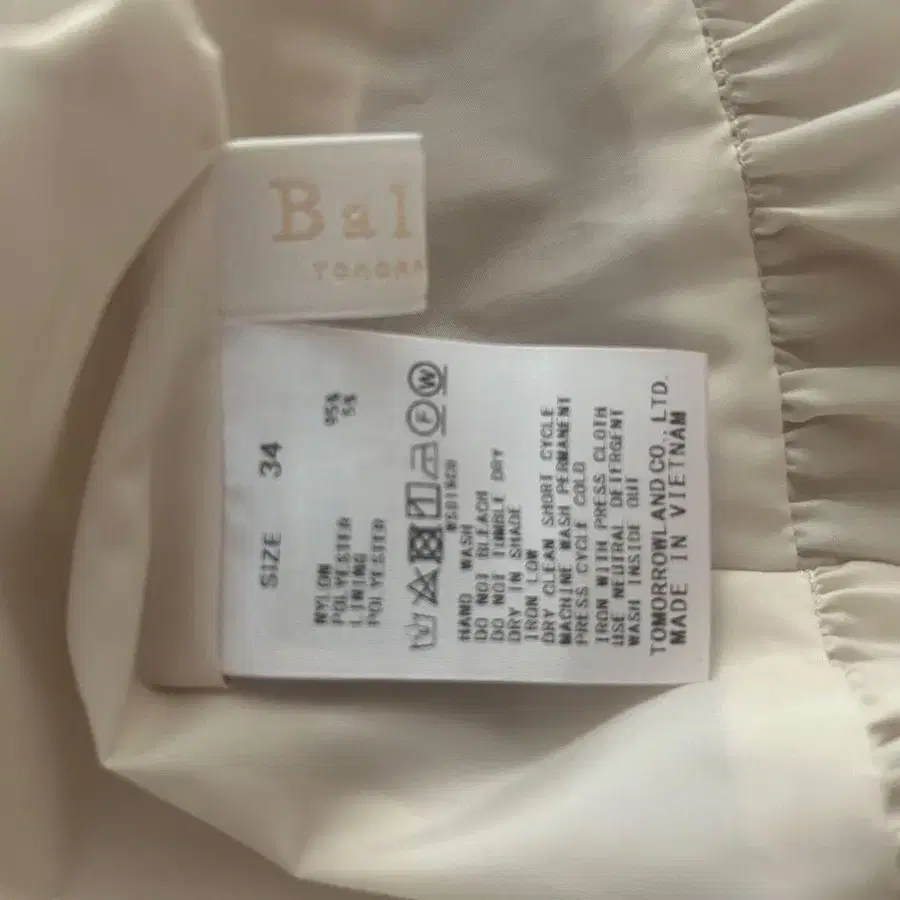 Bal
TOMORR
SIZE 34
NYLON 95%
POLYESTER 5%
LINING
POLYESTER
F W
HAND WASH
DO NOT BLEACH
DO NOT TUMBLE DRY
DRY IN SHADE
IRON LOW
DRY CLEAN SHORT CYCLE
MACHINE WASH PERMANENT
PRESS CYCLE COLD
IRON WITH PRESS CLOTH
USE NEUTRAL DETERGENT
WASH INSIDE OUT
TOMORROWLAND CO., LTD.
MADE IN VIETNAM